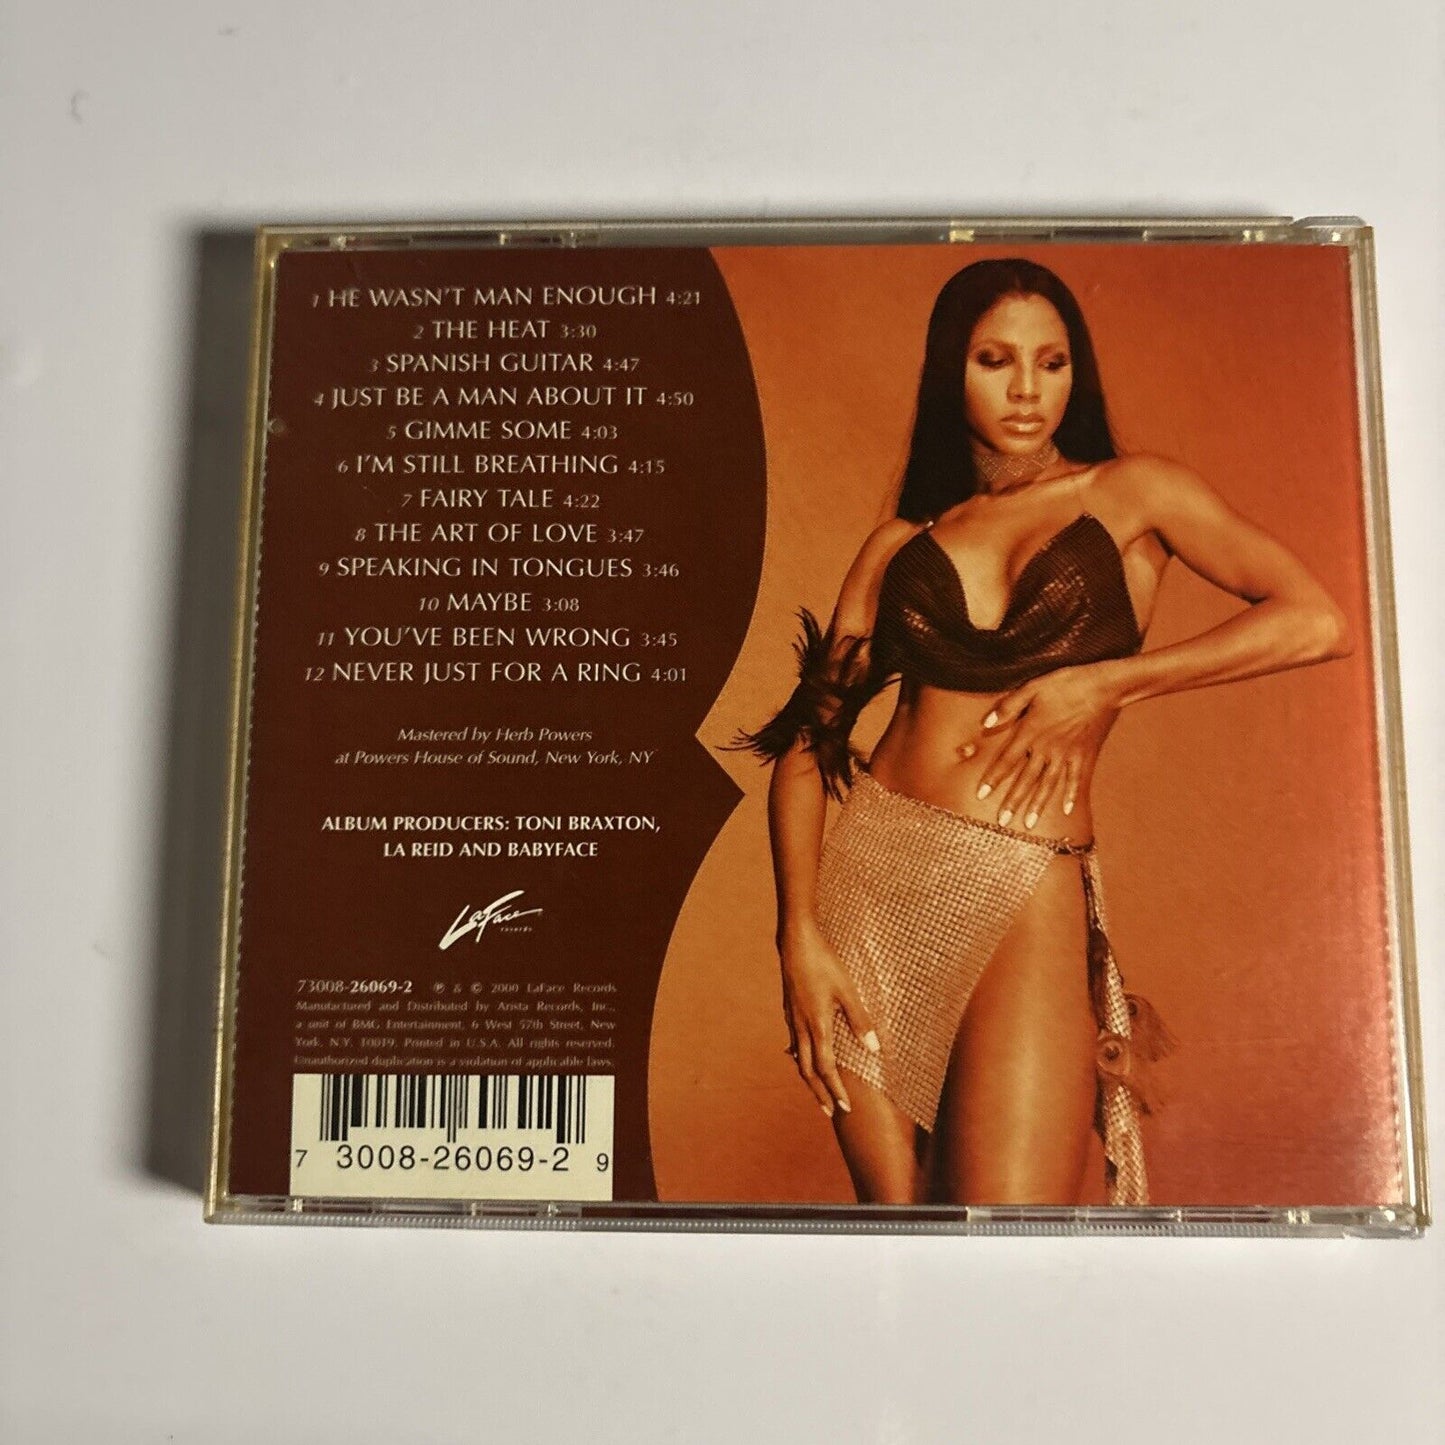 1 HE WASN'T MAN ENOUGH 4:21
2 THE HEAT 3:30
3 SPANISH GUITAR 4:47
4 JUST BE A MAN ABOUT IT 4:50
5 GIMME SOME 4:03
6 I'M STILL BREATHING 4:15
7 FAIRY TALE 4:22
8 THE ART OF LOVE 3:47
9 SPEAKING IN TONGUES 3:46
10 MAYBE 3:08
11 YOU'VE BEEN WRONG 3:45
12 NEVER JUST FOR A RING 4:01
Mastered by Herb Powers
at Powers House of Sound, New York, NY
ALBUM PRODUCERS: TONI BRAXTON,
LA REID AND BABYFACE
LaFace
records
73008-26069-2 ℗ & © 2000 LaFace Records
Manufactured and Distributed by Arista Records, Inc.,
a unit of BMG Entertainment, 6 West 57th Street, New
York, N.Y. 10019. Printed in U.S.A. All rights reserved.
Unauthorized duplication is a violation of applicable laws.
7 3008-26069-2 9